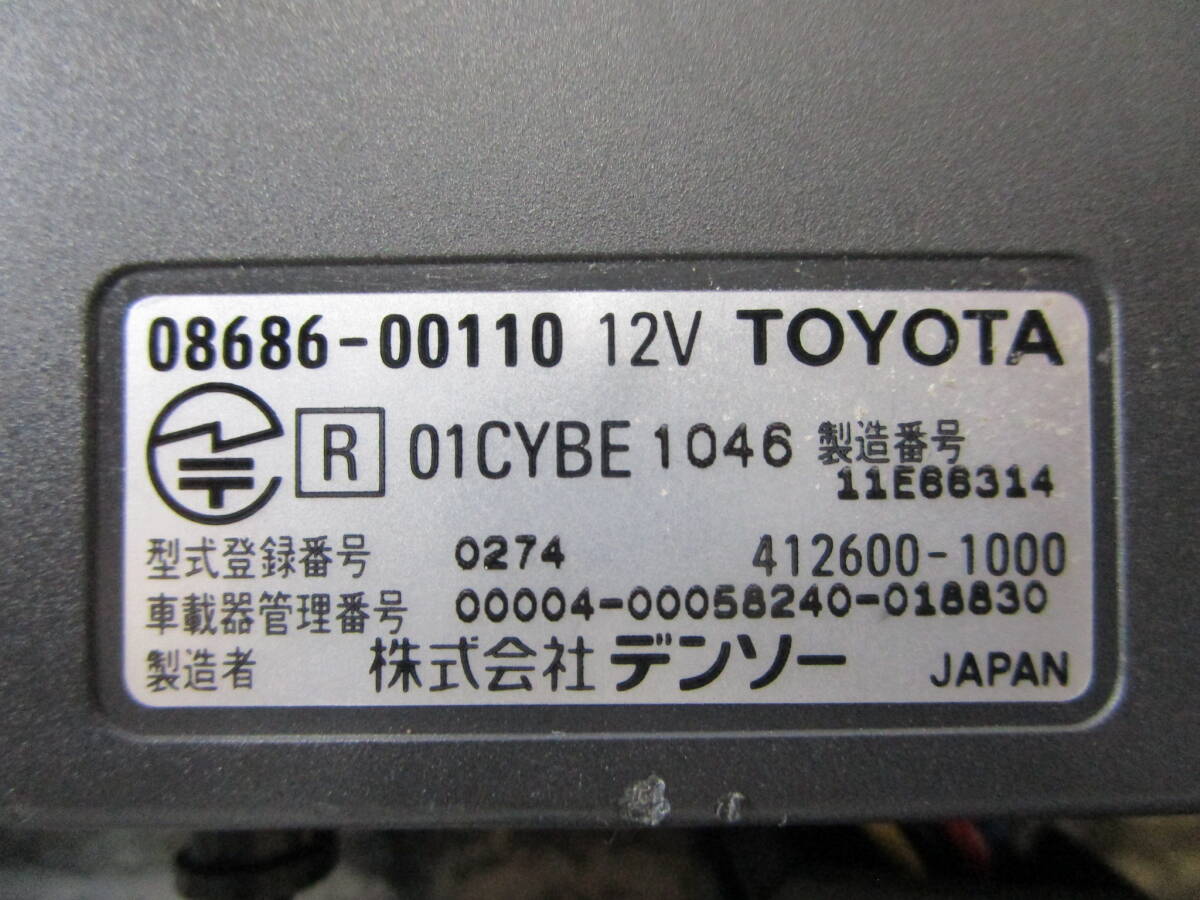 08686-00110 12V TOYOTA
R 01CYBE 1046 製造番号
11E66314
型式登録番号 0274 412600-1000
車載器管理番号 00004-00058240-018830
製造者 株式会社 デンソー JAPAN